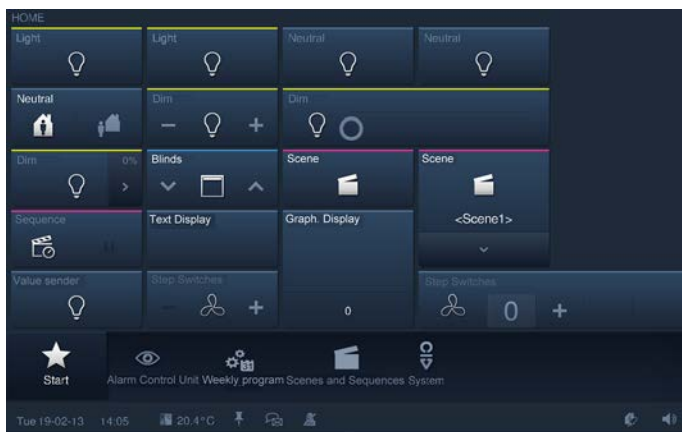 HOME
Light Light Neutral Neutral
Neutral Dim Dim
Dim 0% Blinds Scene Scene
<Scene1>
Sequence Text Display Graph. Display
Value sender Step Switches 0 Step Switches
0
Start Alarm Control Unit Weekly program Scenes and Sequences System
31
Tue 19-02-13 14:05 20.4°C